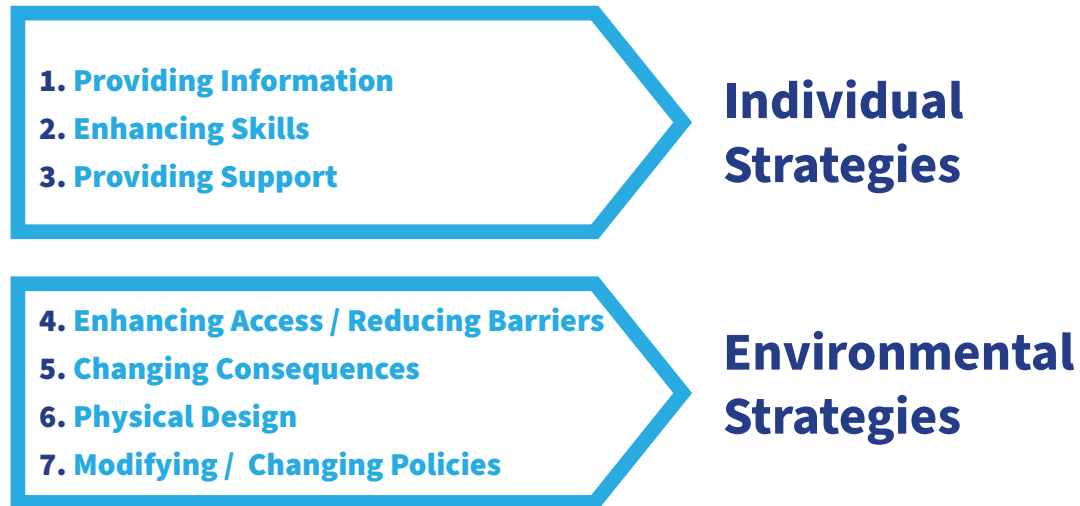 1. Providing Information
2. Enhancing Skills
3. Providing Support
Individual
Strategies
4. Enhancing Access / Reducing Barriers
5. Changing Consequences
6. Physical Design
7. Modifying /  Changing Policies
Environmental
Strategies